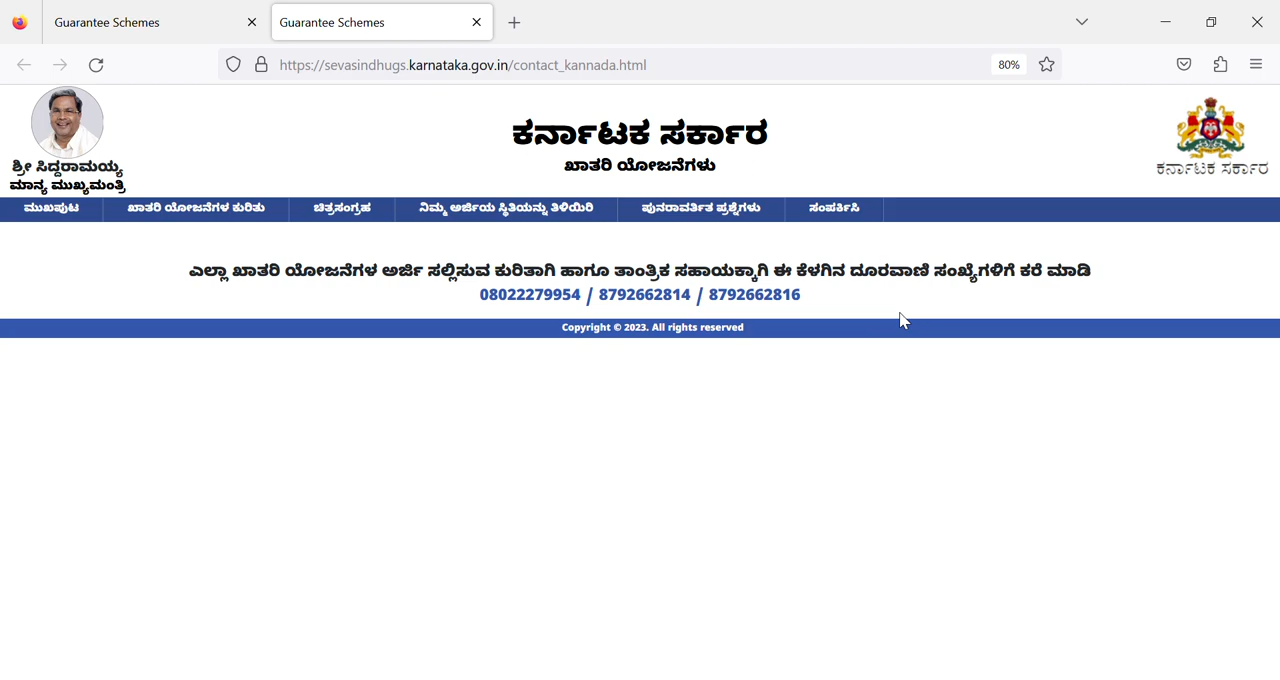 Guarantee Schemes
Guarantee Schemes
https://sevasindhugs.karnataka.gov.in/contact_kannada.html
80%
ಶ್ರೀ ಸಿದ್ದರಾಮಯ್ಯ
ಮಾನ್ಯ ಮುಖ್ಯಮಂತ್ರಿ
ಕರ್ನಾಟಕ ಸರ್ಕಾರ
ಖಾತರಿ ಯೋಜನೆಗಳು
ಕರ್ನಾಟಕ ಸರ್ಕಾರ
ಮುಖಪುಟ
ಖಾತರಿ ಯೋಜನೆಗಳ ಕುರಿತು
ಚಿತ್ರಸಂಗ್ರಹ
ನಿಮ್ಮ ಅರ್ಜಿಯ ಸ್ಥಿತಿಯನ್ನು ತಿಳಿಯಿರಿ
ಪುನರಾವರ್ತಿತ ಪ್ರಶ್ನೆಗಳು
ಸಂಪರ್ಕಿಸಿ
ಎಲ್ಲಾ ಖಾತರಿ ಯೋಜನೆಗಳ ಅರ್ಜಿ ಸಲ್ಲಿಸುವ ಕುರಿತಾಗಿ ಹಾಗೂ ತಾಂತ್ರಿಕ ಸಹಾಯಕ್ಕಾಗಿ ಈ ಕೆಳಗಿನ ದೂರವಾಣಿ ಸಂಖ್ಯೆಗಳಿಗೆ ಕರೆ ಮಾಡಿ
08022279954 / 8792662814 / 8792662816
Copyright © 2023. All rights reserved